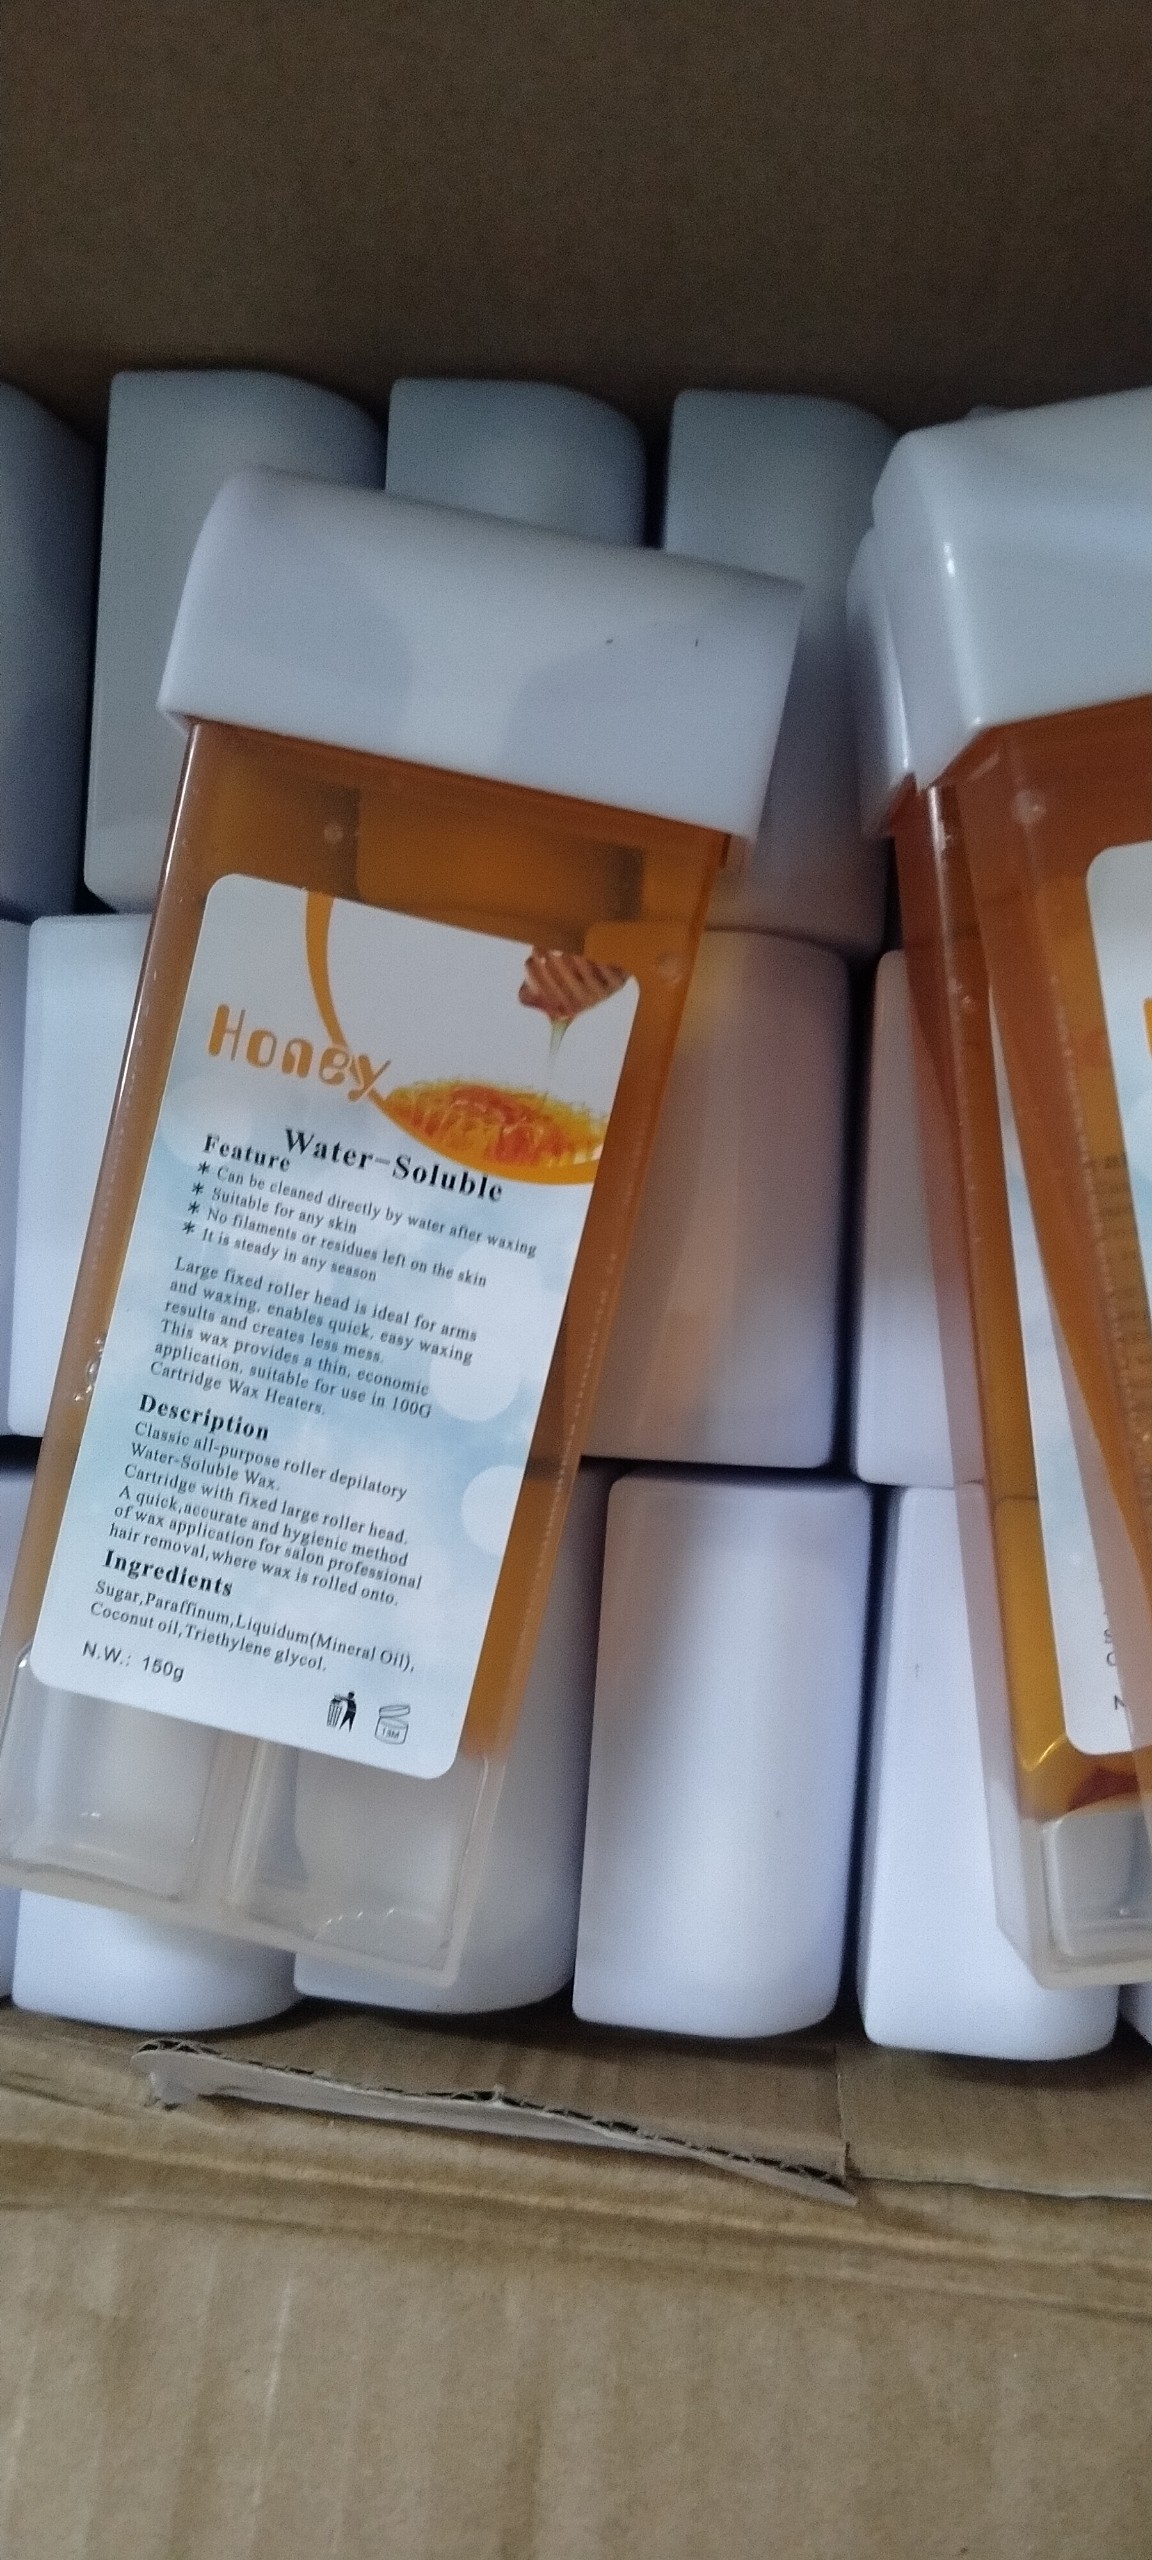 Honey
Water-Soluble
Feature
* Can be cleaned directly by water after waxing
* Suitable for any skin
* No filaments or residues left on the skin
* It is steady in any season
Large fixed roller head is ideal for arms
and waxing, enables quick, easy waxing
results and creates less mess.
This wax provides a thin, economic
application, suitable for use in 100G
Cartridge Wax Heaters.
Description
Classic all-purpose roller depilatory
Water-Soluble Wax.
Cartridge with fixed large roller head.
A quick,accurate and hygienic method
of wax application for salon professional
hair removal,where wax is rolled onto.
Ingredients
Sugar,Paraffinum,Liquidum(Mineral Oil),
Coconut oil,Triethylene glycol.
N.W.: 150g